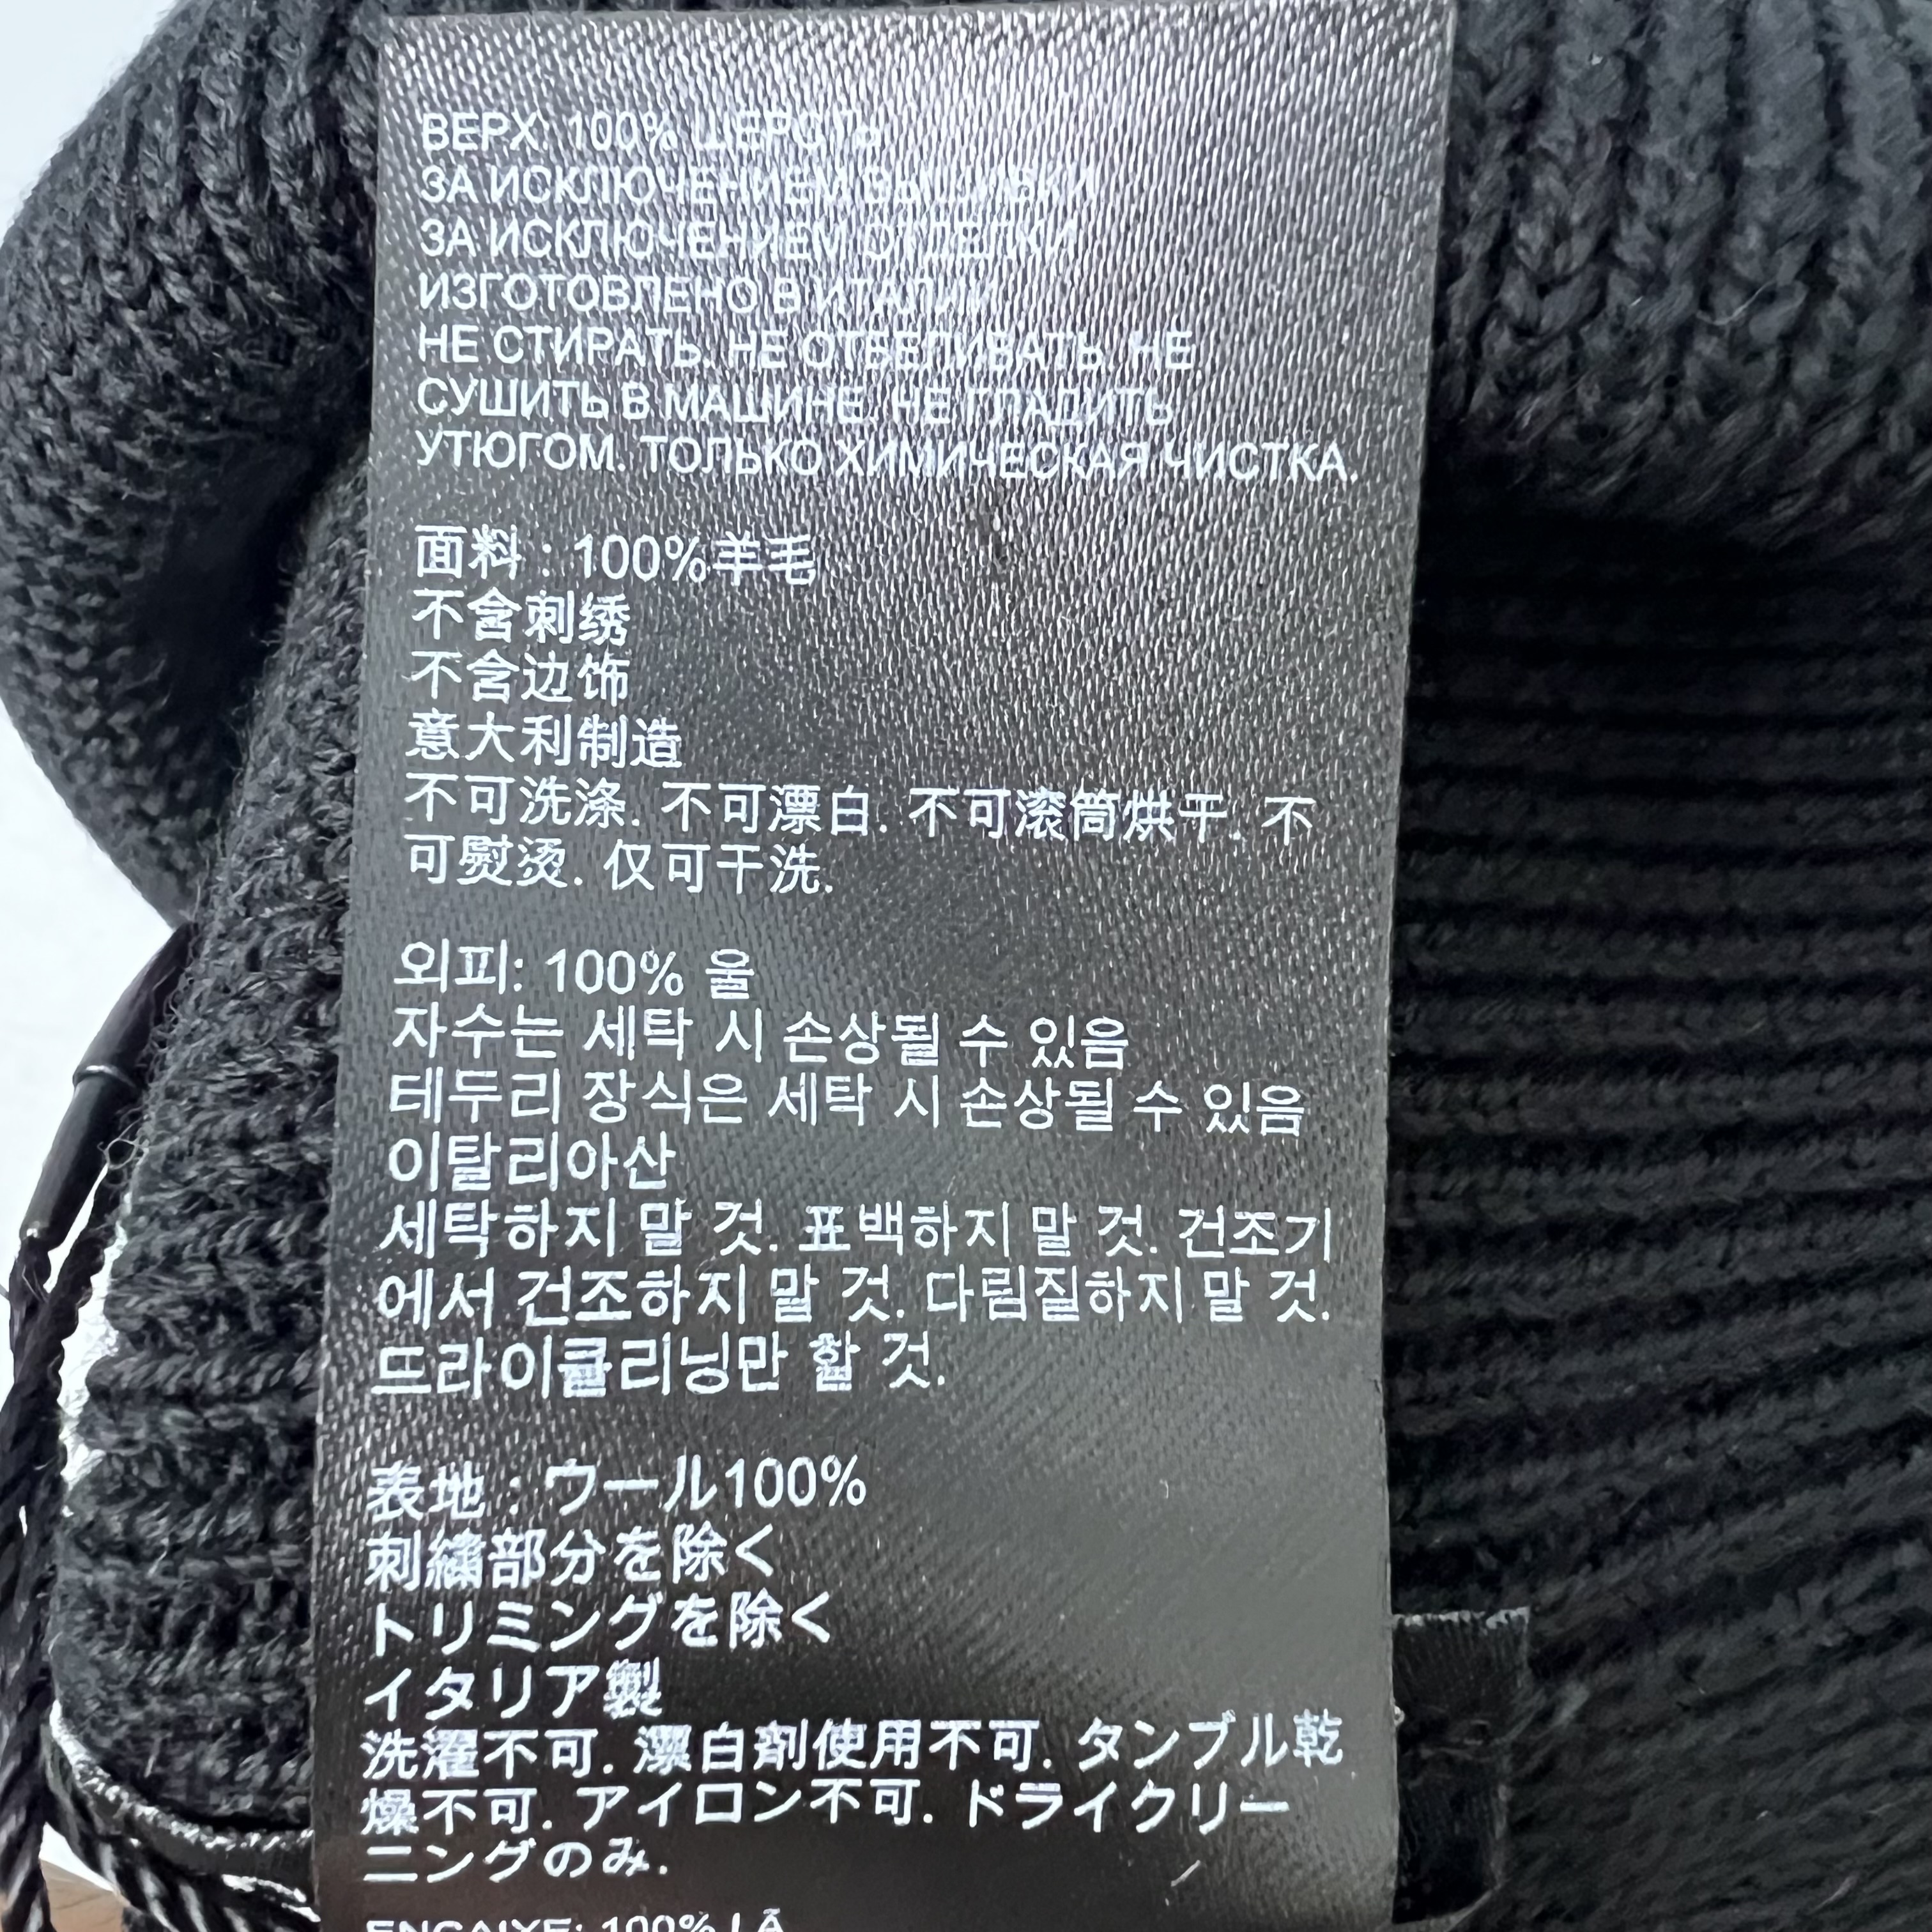 ВЕРХ: 100% ШЕРСТЬ
ЗА ИСКЛЮЧЕНИЕМ ВЫШИВКИ
ЗА ИСКЛЮЧЕНИЕМ ОТДЕЛКИ
ИЗГОТОВЛЕНО В ИТАЛИИ
НЕ СТИРАТЬ. НЕ ОТБЕЛИВАТЬ. НЕ
СУШИТЬ В МАШИНЕ. НЕ ГЛАДИТЬ
УТЮГОМ. ТОЛЬКО ХИМИЧЕСКАЯ ЧИСТКА.
面料 : 100%羊毛
不含刺绣
不含边饰
意大利制造
不可洗涤. 不可漂白. 不可滚筒烘干. 不
可熨烫. 仅可干洗.
외피: 100% 울
자수는 세탁 시 손상될 수 있음
테두리 장식은 세탁 시 손상될 수 있음
이탈리아산
세탁하지 말 것. 표백하지 말 것. 건조기
에서 건조하지 말 것. 다림질하지 말 것.
드라이클리닝만 할 것.
表地 : ウール100%
刺繍部分を除く
トリミングを除く
イタリア製
洗濯不可. 漂白剤使用不可. タンブル乾
燥不可. アイロン不可. ドライクリー
ニングのみ.
ENCAIXE: 100% LÃ